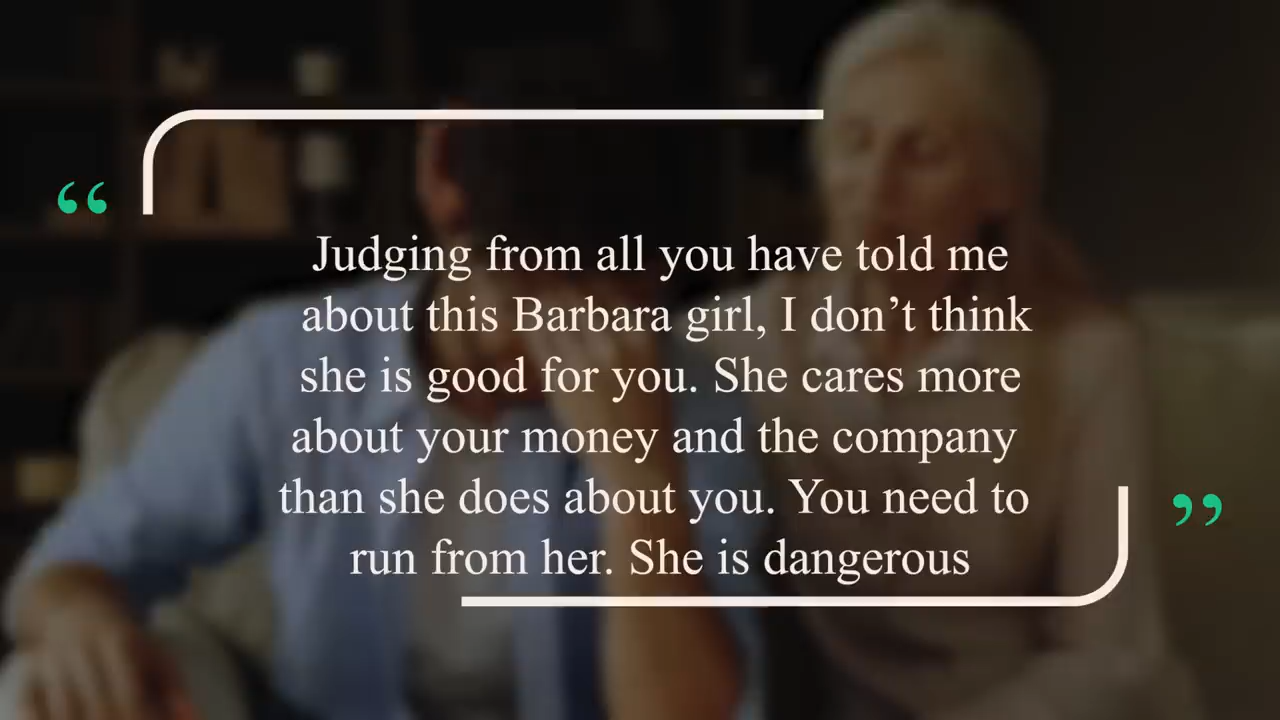 “
Judging from all you have told me
about this Barbara girl, I don’t think
she is good for you. She cares more
about your money and the company
than she does about you. You need to
run from her. She is dangerous
”